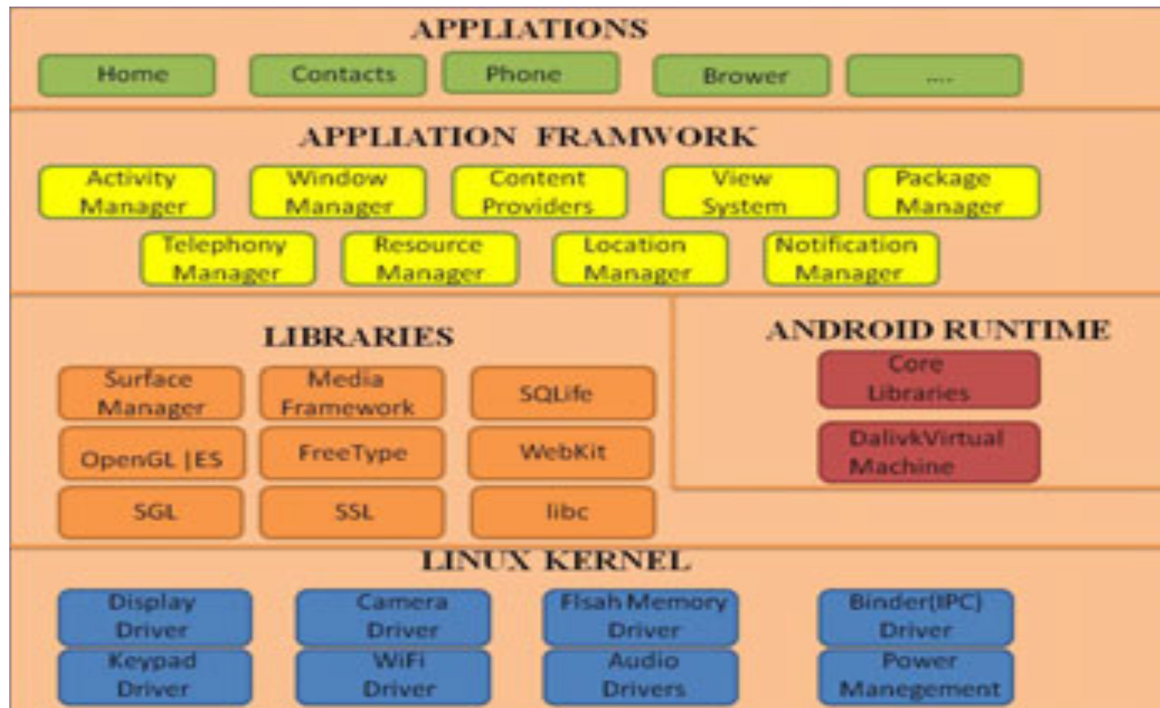 APPLIATIONS
Home
Contacts
Phone
Brower
....
APPLIATION FRAMWORK
Activity
Manager
Window
Manager
Content
Providers
View
System
Package
Manager
Telephony
Manager
Resource
Manager
Location
Manager
Notification
Manager
LIBRARIES
Surface
Manager
Media
Framework
SQLife
OpenGL |ES
FreeType
WebKit
SGL
SSL
libc
ANDROID RUNTIME
Core
Libraries
DalivkVirtual
Machine
LINUX KERNEL
Display
Driver
Camera
Driver
Flsah Memory
Driver
Binder(IPC)
Driver
Keypad
Driver
WiFi
Driver
Audio
Drivers
Power
Manegement